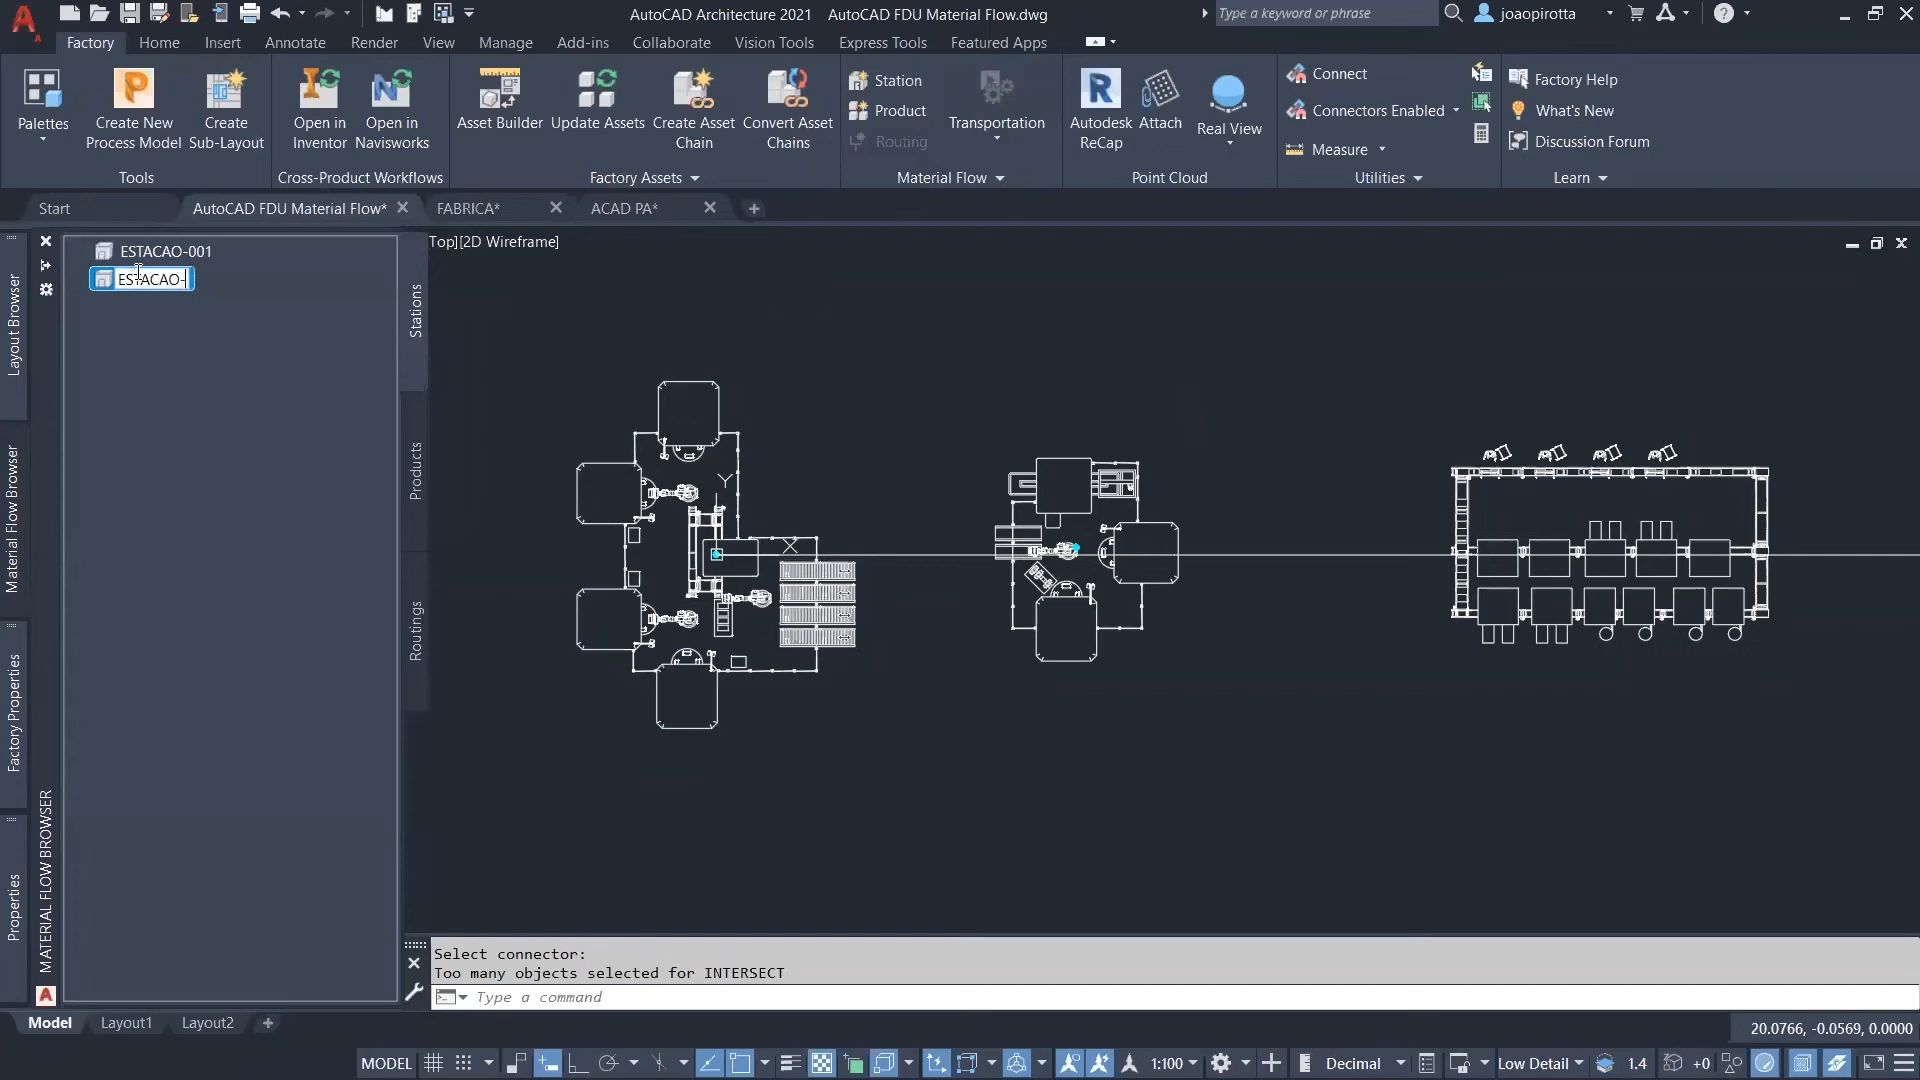 AutoCAD Architecture 2021 AutoCAD FDU Material Flow.dwg
Type a keyword or phrase
joaopirotta
Factory Home Insert Annotate Render View Manage Add-ins Collaborate Vision Tools Express Tools Featured Apps
Palettes
Create New
Process Model
Create
Sub-Layout
Tools
Open in
Inventor
Open in
Navisworks
Cross-Product Workflows
Asset Builder
Update Assets
Create Asset
Chain
Convert Asset
Chains
Factory Assets
Station
Product
Routing
Transportation
Material Flow
Autodesk
ReCap
Attach
Real View
Point Cloud
Connect
Connectors Enabled
Measure
Utilities
Factory Help
What's New
Discussion Forum
Learn
Start AutoCAD FDU Material Flow* FABRICA* ACAD PA*
ESTACAO-001
ESTACAO-
Layout Browser
Material Flow Browser
Factory Properties
Properties
MATERIAL FLOW BROWSER
Stations
Products
Routings
Top][2D Wireframe]
Y
X
Select connector:
Too many objects selected for INTERSECT
Type a command
Model Layout1 Layout2
20.0766, -0.0569, 0.0000
MODEL 1:100 Decimal Low Detail 1.4 +0